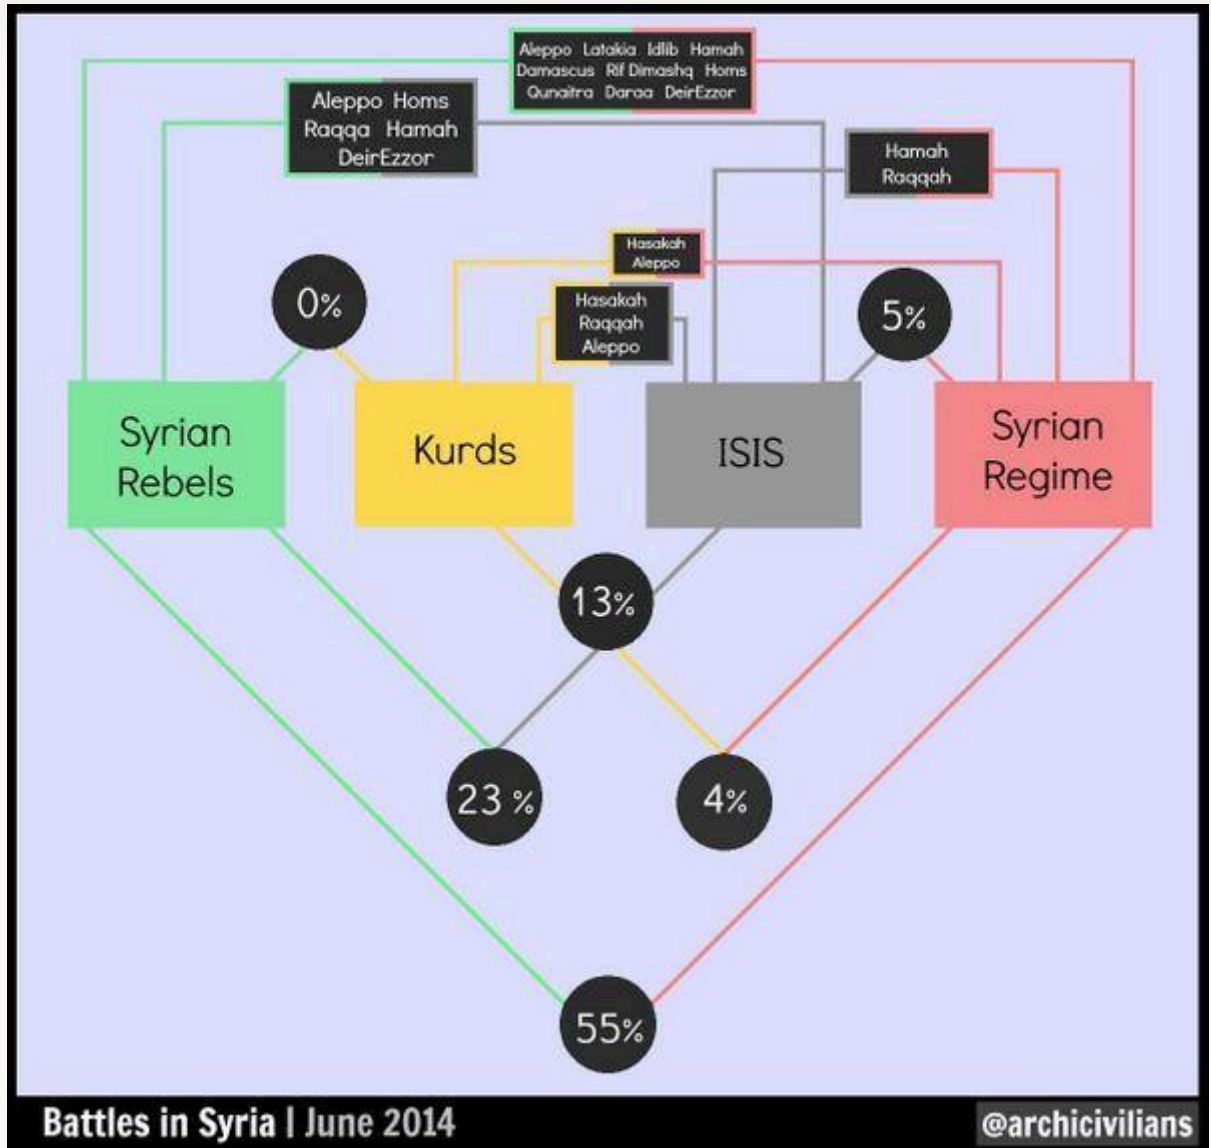 Aleppo Latakia Idlib Hamah
Damascus Rif Dimashq Homs
Qunaitra Daraa DeirEzzor
Aleppo Homs
Raqqa Hamah
DeirEzzor
Hamah
Raqqah
Hasakah
Aleppo
Hasakah
Raqqah
Aleppo
0%
5%
Syrian
Rebels
Kurds
ISIS
Syrian
Regime
13%
23 %
4%
55%
Battles in Syria | June 2014
@archicivilians